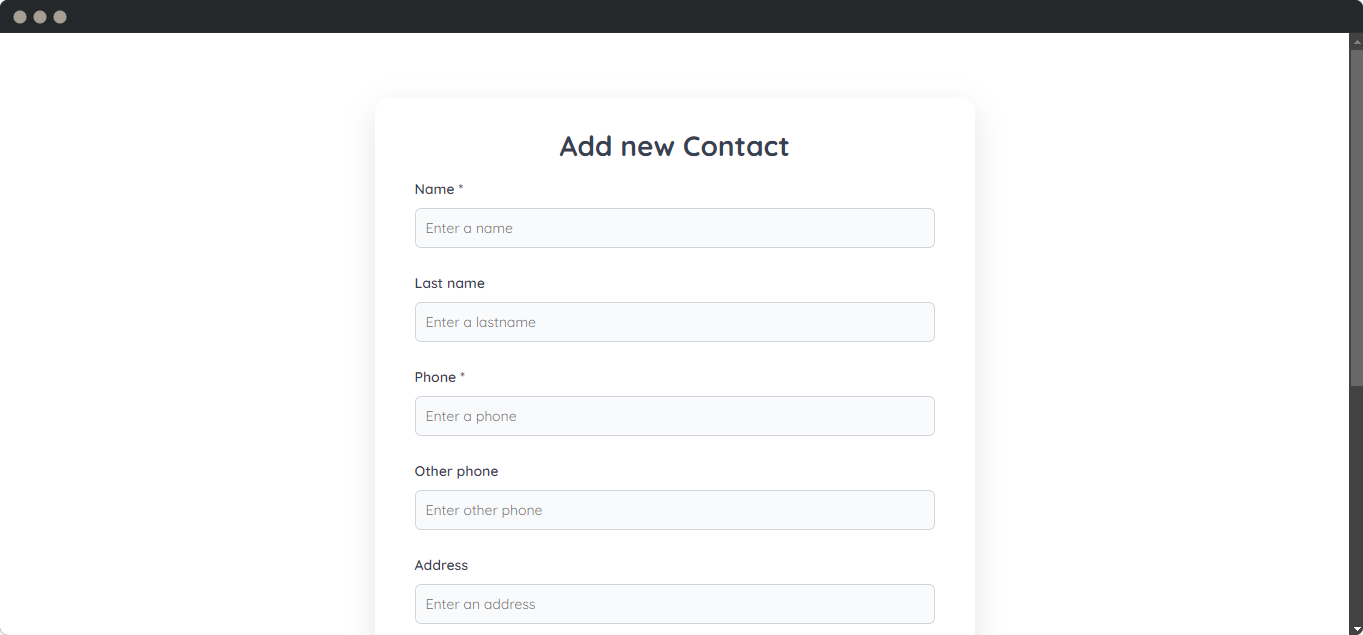 Add new Contact
Name *
Enter a name
Last name
Enter a lastname
Phone *
Enter a phone
Other phone
Enter other phone
Address
Enter an address